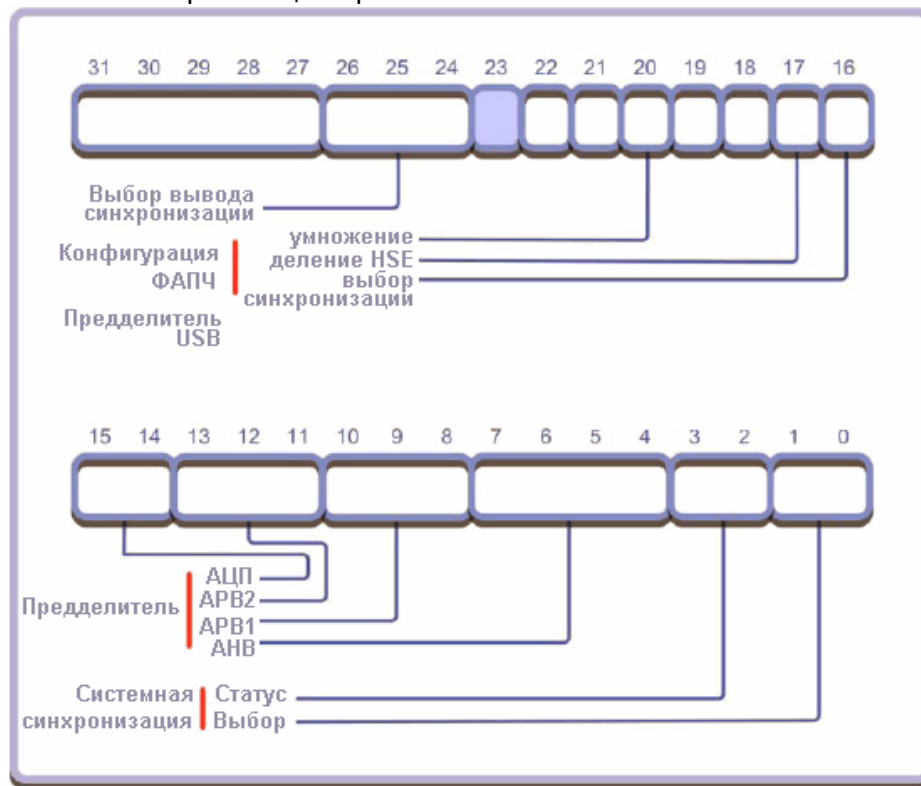 31 30 29 28 27 26 25 24 23 22 21 20 19 18 17 16
Выбор вывода
синхронизации
умножение
Конфигурация
ФАПЧ
деление HSE
выбор
синхронизации
Предделитель
USB
15 14 13 12 11 10 9 8 7 6 5 4 3 2 1 0
АЦП
Предделитель
APB2
APB1
AHB
Системная
синхронизация
Статус
Выбор